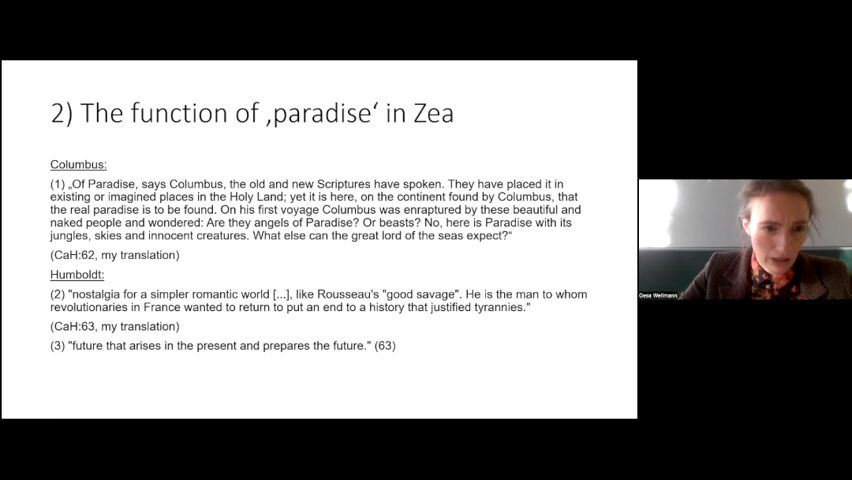 2) The function of ‚paradise‘ in Zea
Columbus:
(1) „Of Paradise, says Columbus, the old and new Scriptures have spoken. They have placed it in
existing or imagined places in the Holy Land; yet it is here, on the continent found by Columbus, that
the real paradise is to be found. On his first voyage Columbus was enraptured by these beautiful and
naked people and wondered: Are they angels of Paradise? Or beasts? No, here is Paradise with its
jungles, skies and innocent creatures. What else can the great lord of the seas expect?“
(CaH:62, my translation)
Humboldt:
(2) "nostalgia for a simpler romantic world [...], like Rousseau's "good savage". He is the man to whom
revolutionaries in France wanted to return to put an end to a history that justified tyrannies."
(CaH:63, my translation)
(3) "future that arises in the present and prepares the future." (63)
Gesa Wellmann